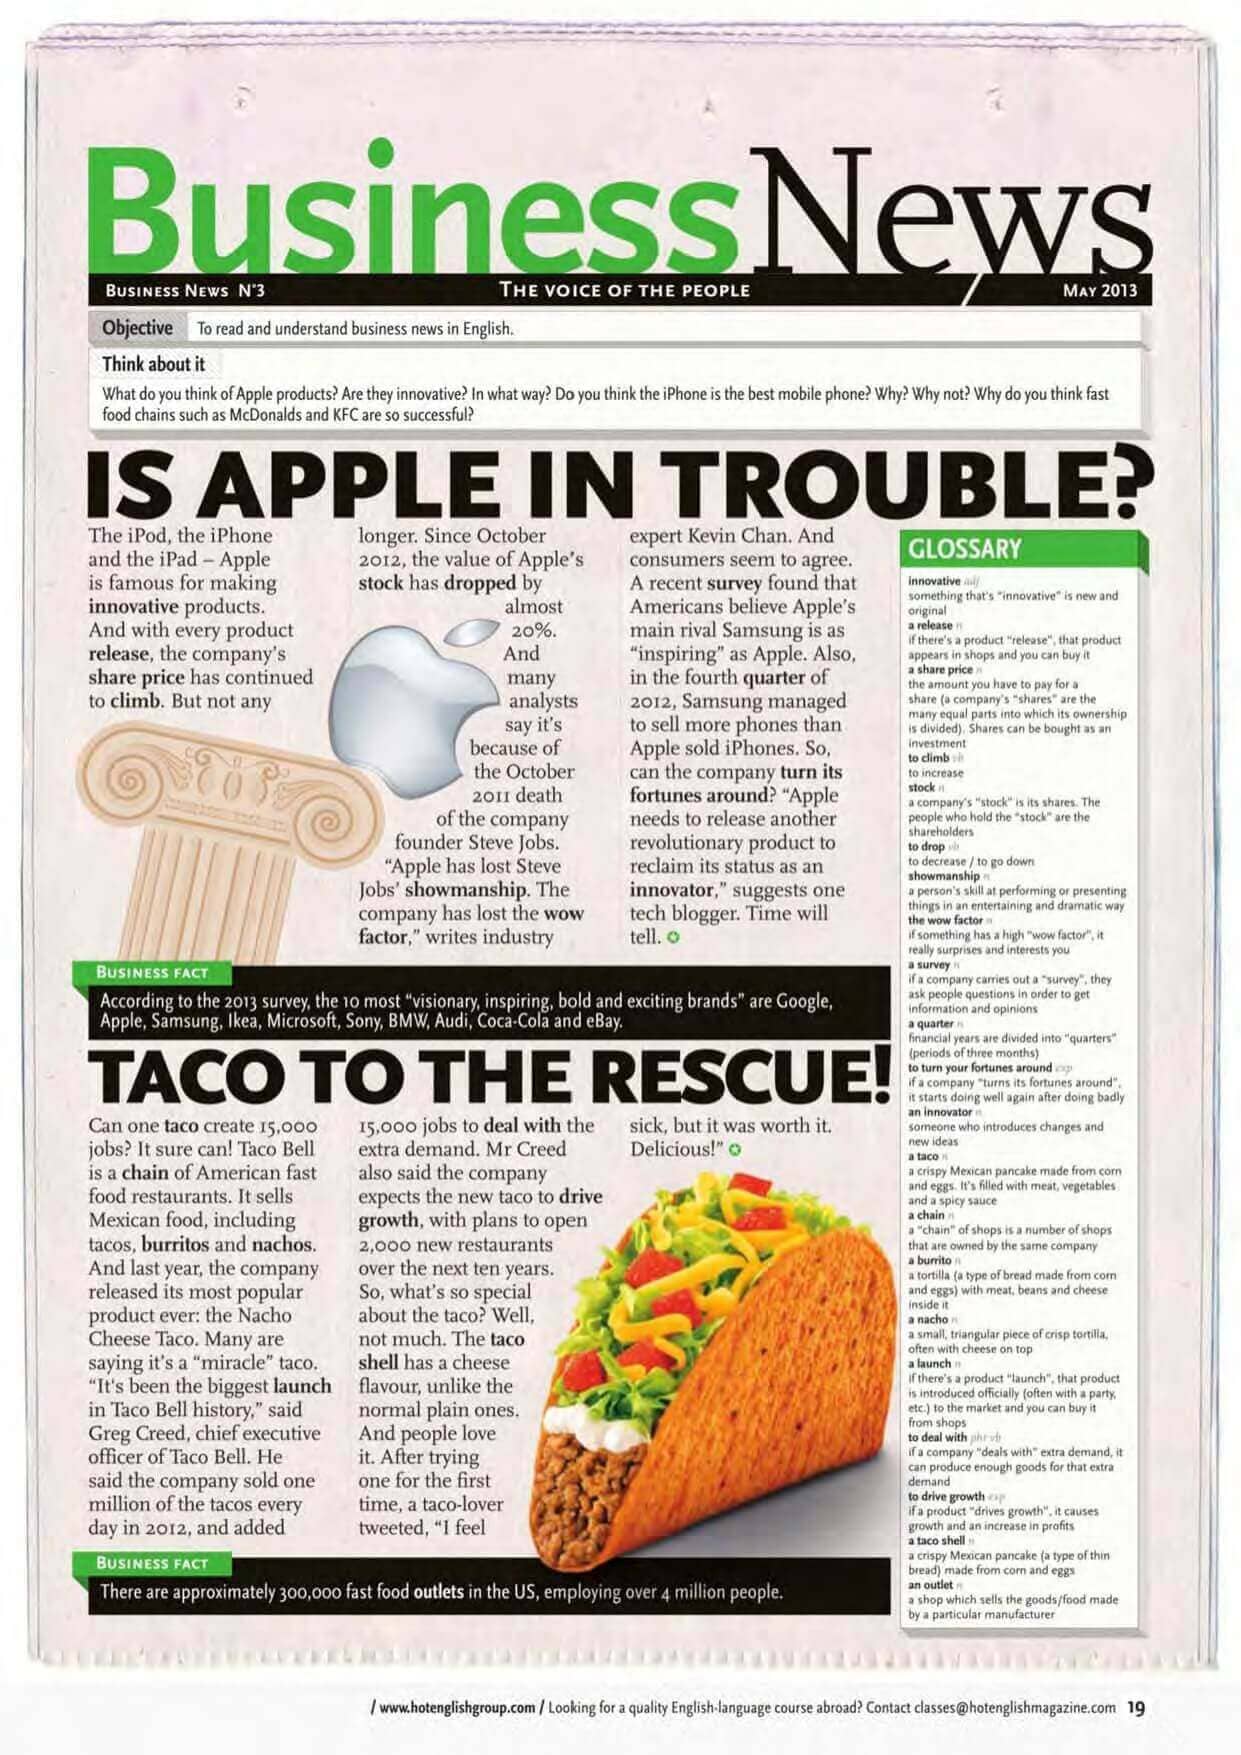 BusinessNews
BUSINESS NEWS N°3
THE VOICE OF THE PEOPLE
MAY 2013
Objective To read and understand business news in English.
Think about it
What do you think of Apple products? Are they innovative? In what way? Do you think the iPhone is the best mobile phone? Why? Why not? Why do you think fast
food chains such as McDonalds and KFC are so successful?
IS APPLE IN TROUBLE?
The iPod, the iPhone
and the iPad – Apple
is famous for making
innovative products.
And with every product
release, the company's
share price has continued
to climb. But not any
longer. Since October
2012, the value of Apple's
stock has dropped by
almost
20%.
And
many
analysts
say it's
because of
the October
2011 death
of the company
founder Steve Jobs.
"Apple has lost Steve
Jobs' showmanship. The
company has lost the wow
factor," writes industry
expert Kevin Chan. And
consumers seem to agree.
A recent survey found that
Americans believe Apple's
main rival Samsung is as
"inspiring" as Apple. Also,
in the fourth quarter of
2012, Samsung managed
to sell more phones than
Apple sold iPhones. So,
can the company turn its
fortunes around? "Apple
needs to release another
revolutionary product to
reclaim its status as an
innovator," suggests one
tech blogger. Time will
tell.
BUSINESS FACT
According to the 2013 survey, the 10 most "visionary, inspiring, bold and exciting brands" are Google,
Apple, Samsung, Ikea, Microsoft, Sony, BMW, Audi, Coca-Cola and eBay.
TACO TO THE RESCUE!
Can one taco create 15,000
jobs? It sure can! Taco Bell
is a chain of American fast
food restaurants. It sells
Mexican food, including
tacos, burritos and nachos.
And last year, the company
released its most popular
product ever: the Nacho
Cheese Taco. Many are
saying it's a "miracle" taco.
"It's been the biggest launch
in Taco Bell history," said
Greg Creed, chief executive
officer of Taco Bell. He
said the company sold one
million of the tacos every
day in 2012, and added
15,000 jobs to deal with the
extra demand. Mr Creed
also said the company
expects the new taco to drive
growth, with plans to open
2,000 new restaurants
over the next ten years.
So, what's so special
about the taco? Well,
not much. The taco
shell has a cheese
flavour, unlike the
normal plain ones.
And people love
it. After trying
one for the first
time, a taco-lover
tweeted, "I feel
sick, but it was worth it.
Delicious!"
BUSINESS FACT
There are approximately 300,000 fast food outlets in the US, employing over 4 million people.
GLOSSARY
innovative adj
something that's "innovative" is new and
original
a release n
if there's a product "release", that product
appears in shops and you can buy it
a share price n
the amount you have to pay for a
share (a company's "shares" are the
many equal parts into which its ownership
is divided). Shares can be bought as an
investment
to climb vb
to increase
stock n
a company's "stock" is its shares. The
people who hold the "stock" are the
shareholders
to drop vb
to decrease / to go down
showmanship n
a person's skill at performing or presenting
things in an entertaining and dramatic way
the wow factor n
if something has a high "wow factor", it
really surprises and interests you
a survey n
if a company carries out a "survey", they
ask people questions in order to get
information and opinions
a quarter n
financial years are divided into "quarters"
(periods of three months)
to turn your fortunes around exp
if a company "turns its fortunes around",
it starts doing well again after doing badly
an innovator n
someone who introduces changes and
new ideas
a taco n
a crispy Mexican pancake made from corn
and eggs. It's filled with meat, vegetables
and a spicy sauce
a chain n
a "chain" of shops is a number of shops
that are owned by the same company
a burrito n
a tortilla (a type of bread made from corn
and eggs) with meat, beans and cheese
inside it
a nacho n
a small, triangular piece of crisp tortilla,
often with cheese on top
a launch n
if there's a product "launch", that product
is introduced officially (often with a party,
etc.) to the market and you can buy it
from shops
to deal with phr vb
if a company "deals with" extra demand, it
can produce enough goods for that extra
demand
to drive growth exp
if a product "drives growth", it causes
growth and an increase in profits
a taco shell n
a crispy Mexican pancake (a type of thin
bread) made from corn and eggs
an outlet n
a shop which sells the goods/food made
by a particular manufacturer
/ www.hotenglishgroup.com / Looking for a quality English-language course abroad? Contact classes@hotenglishmagazine.com 19